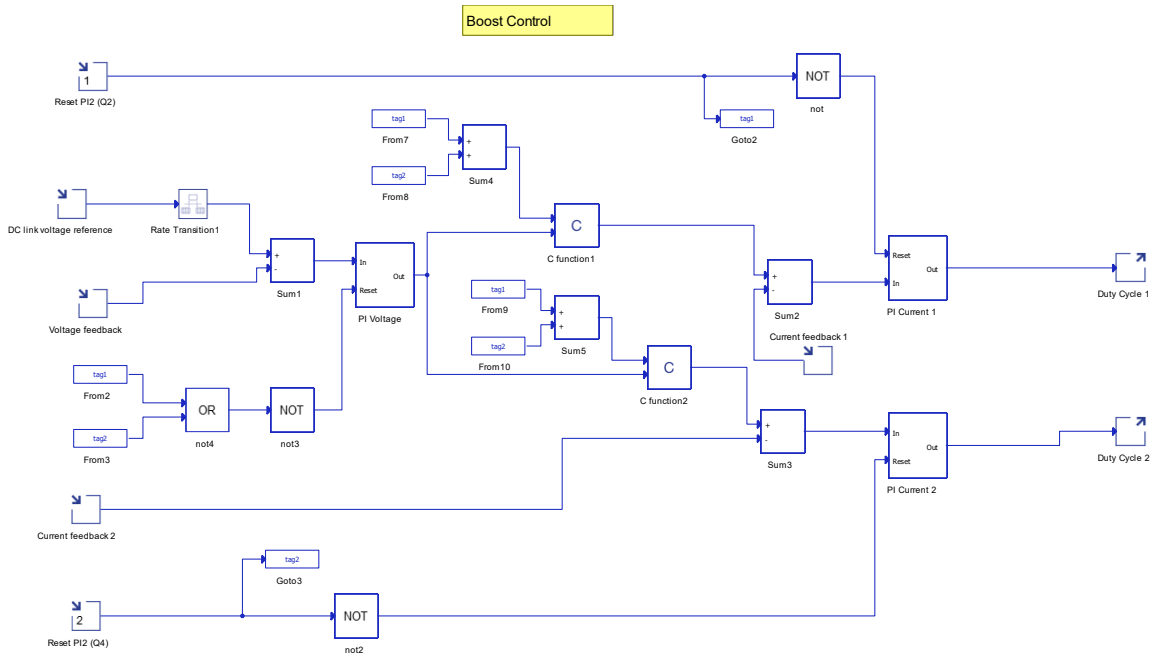 Boost Control
1
Reset PI2 (Q2)
NOT
not
tag1
Goto2
tag1
From7
+
+
Sum4
tag2
From8
DC link voltage reference
Rate Transition1
C
C function1
+
-
Sum1
In
Out
Reset
PI Voltage
Reset
Out
In
PI Current 1
Duty Cycle 1
+
-
Sum2
Voltage feedback
tag1
From9
+
+
Sum5
tag2
From10
Current feedback 1
C
C function2
tag1
From2
OR
not4
NOT
not3
tag2
From3
+
-
Sum3
In
Out
Reset
PI Current 2
Duty Cycle 2
Current feedback 2
tag2
Goto3
2
Reset PI2 (Q4)
NOT
not2